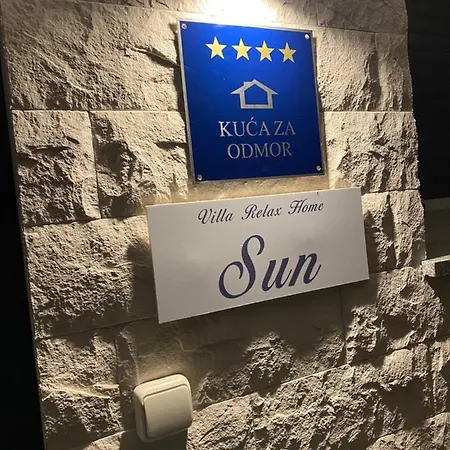 KUĆA ZA
ODMOR
Villa Relax Home
Sun